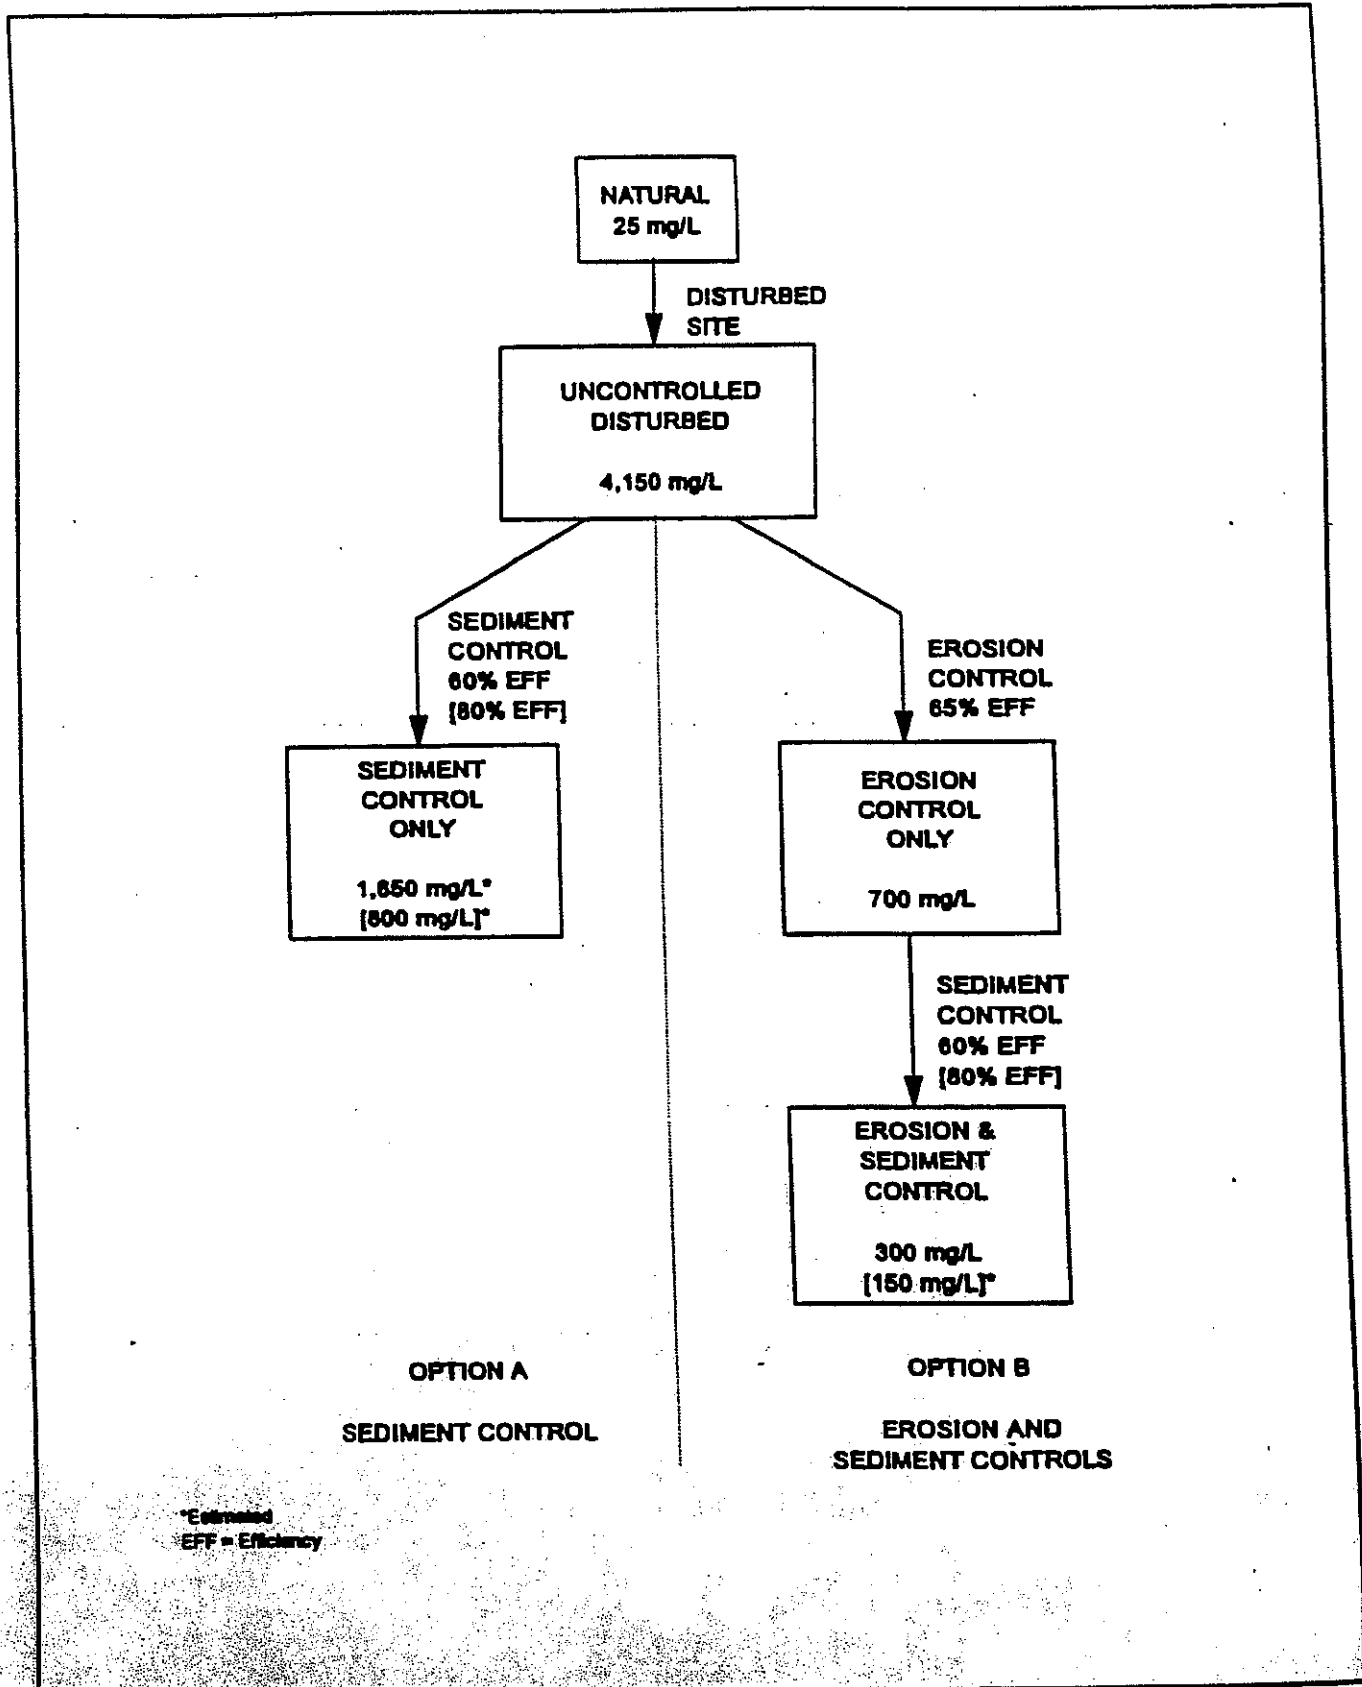 NATURAL
25 mg/L
DISTURBED
SITE
UNCONTROLLED
DISTURBED
4,150 mg/L
SEDIMENT
CONTROL
60% EFF
[80% EFF]
EROSION
CONTROL
85% EFF
SEDIMENT
CONTROL
ONLY
1,650 mg/L*
[800 mg/L]*
EROSION
CONTROL
ONLY
700 mg/L
SEDIMENT
CONTROL
60% EFF
[80% EFF]
EROSION &
SEDIMENT
CONTROL
300 mg/L
[150 mg/L]*
OPTION A
SEDIMENT CONTROL
OPTION B
EROSION AND
SEDIMENT CONTROLS
*Estimated
EFF = Efficiency